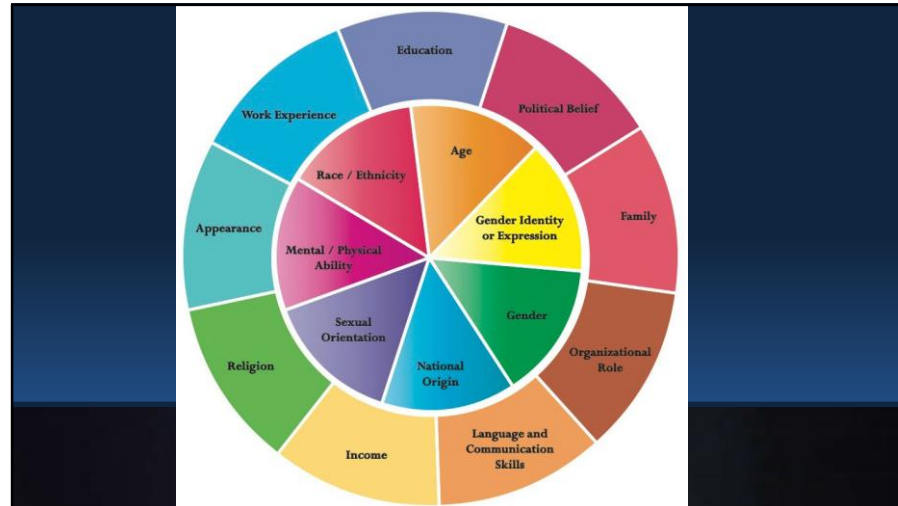 Education
Political Belief
Family
Organizational
Role
Language and
Communication
Skills
Income
Religion
Appearance
Work Experience
Age
Gender Identity
or Expression
Gender
National
Origin
Sexual
Orientation
Mental / Physical
Ability
Race / Ethnicity